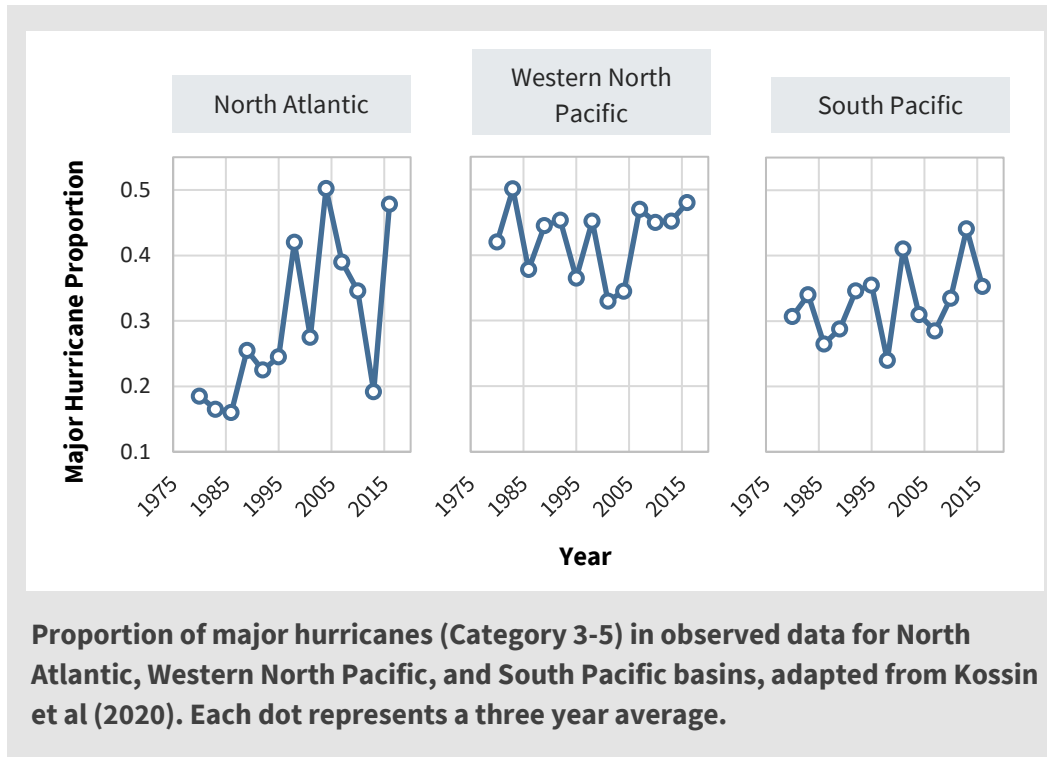 North Atlantic
Western North
Pacific
South Pacific
Major Hurricane Proportion
0.5
0.4
0.3
0.2
0.1
1975
1985
1995
2005
2015
1975
1985
1995
2005
2015
1975
1985
1995
2005
2015
Year
Proportion of major hurricanes (Category 3-5) in observed data for North
Atlantic, Western North Pacific, and South Pacific basins, adapted from Kossin
et al (2020). Each dot represents a three year average.